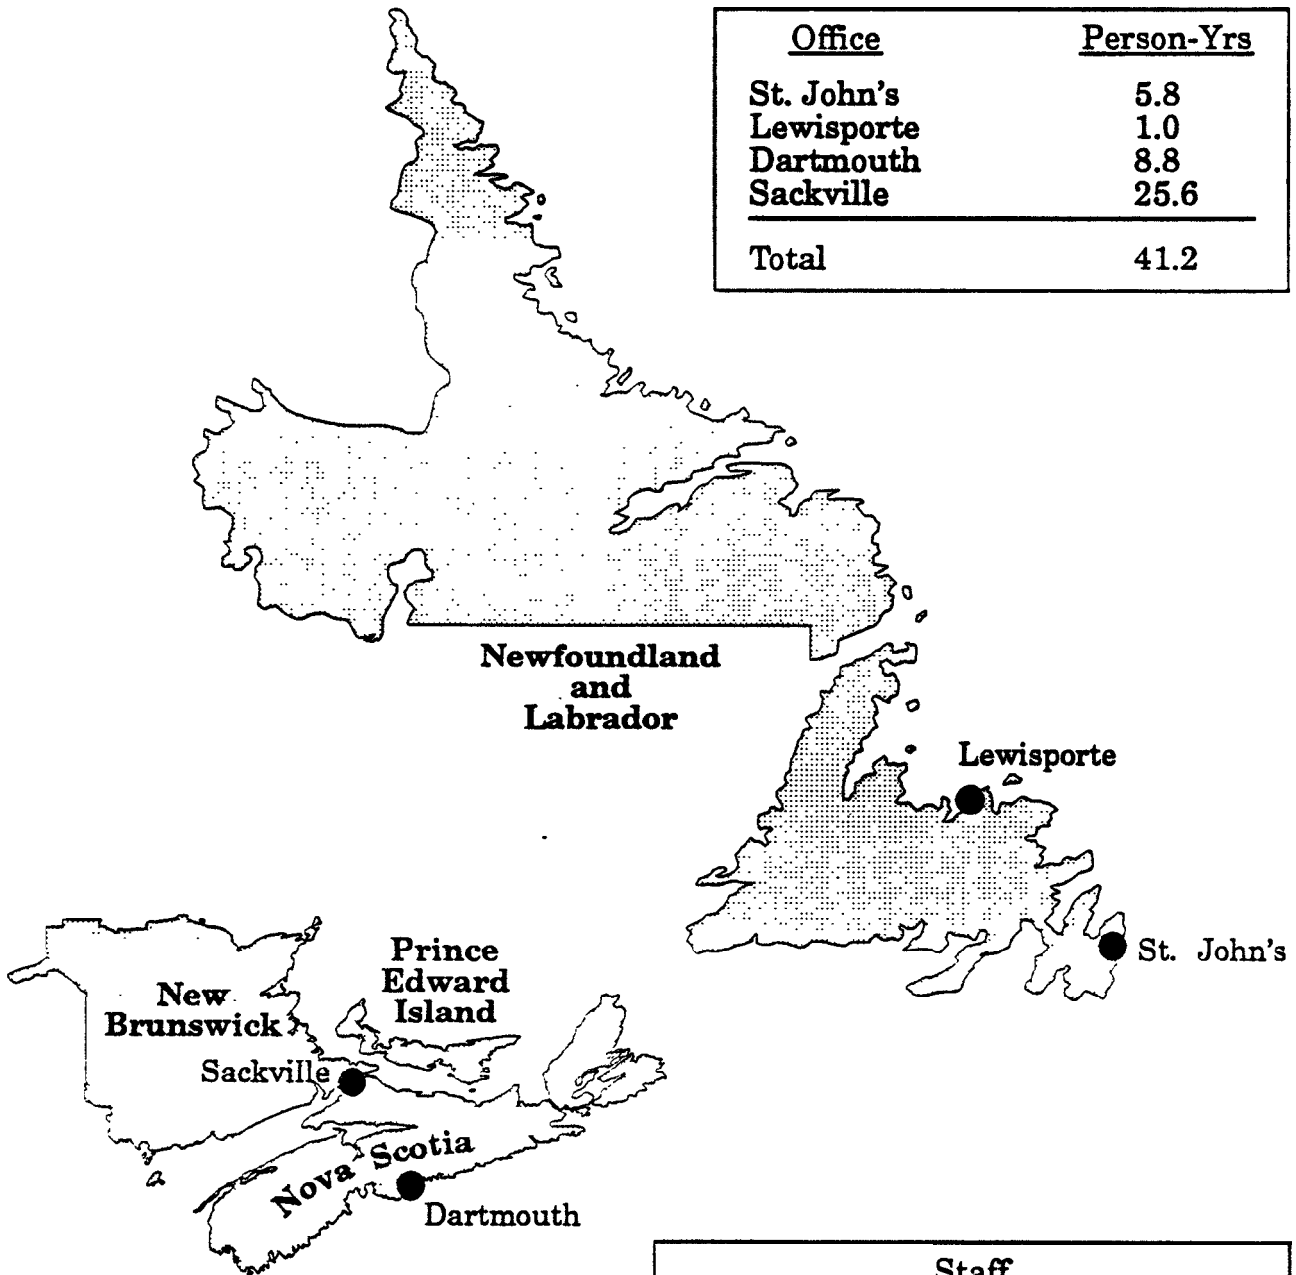 Office Person-Yrs
St. John's 5.8
Lewisporte 1.0
Dartmouth 8.8
Sackville 25.6
Total 41.2
Newfoundland
and
Labrador
Lewisporte
St. John's
Prince
Edward
Island
New
Brunswick
Sackville
Nova Scotia
Dartmouth
Staff